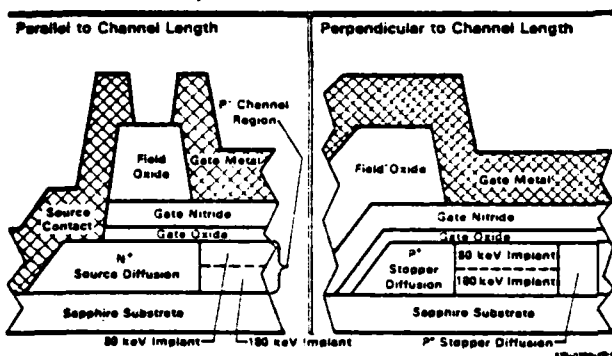 Parallel to Channel Length
P- Channel
Region
Field
Oxide
Gate Metal
Source
Contact
Gate Nitride
Gate Oxide
N+
Source Diffusion
Sapphire Substrate
80 keV Implant
180 keV Implant
Perpendicular to Channel Length
Field Oxide
Gate Metal
Gate Nitride
Gate Oxide
P+
Stopper
Diffusion
80 keV Implant
180 keV Implant
Sapphire Substrate
P+ Stopper Diffusion